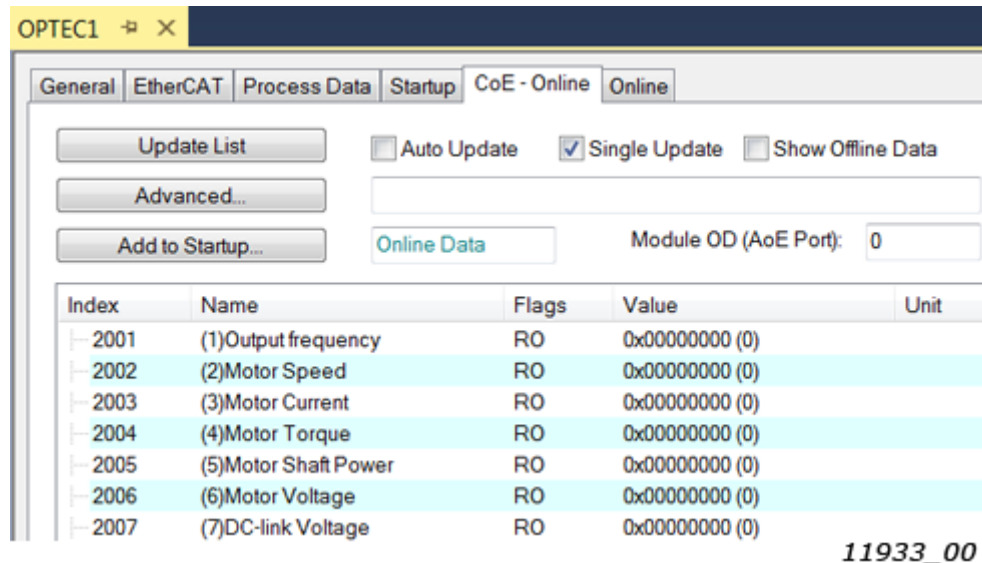 OPTEC1
General EtherCAT Process Data Startup CoE - Online Online
Update List Auto Update Single Update Show Offline Data
Advanced...
Add to Startup... Online Data Module OD (AoE Port): 0
Index Name Flags Value Unit
2001 (1)Output frequency RO 0x00000000 (0)
2002 (2)Motor Speed RO 0x00000000 (0)
2003 (3)Motor Current RO 0x00000000 (0)
2004 (4)Motor Torque RO 0x00000000 (0)
2005 (5)Motor Shaft Power RO 0x00000000 (0)
2006 (6)Motor Voltage RO 0x00000000 (0)
2007 (7)DC-link Voltage RO 0x00000000 (0)
11933_00